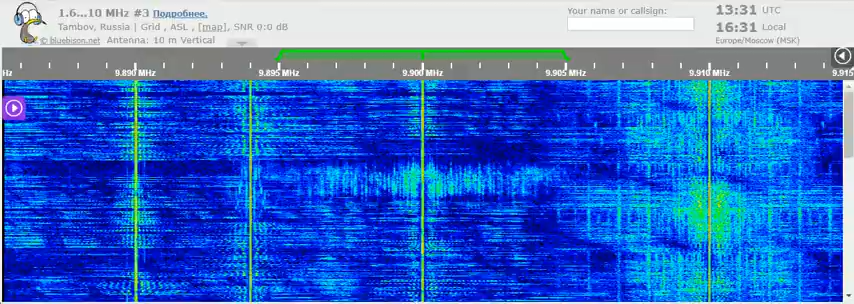 1.6...10 MHz #3 Подробнее.
Tambov, Russia | Grid , ASL , [map], SNR 0:0 dB
© bluebison.net Antenna: 10 m Vertical
Your name or callsign:
13:31 UTC
16:31 Local
Europe/Moscow (MSK)
Hz 9.890 MHz 9.895 MHz 9.900 MHz 9.905 MHz 9.910 MHz 9.915